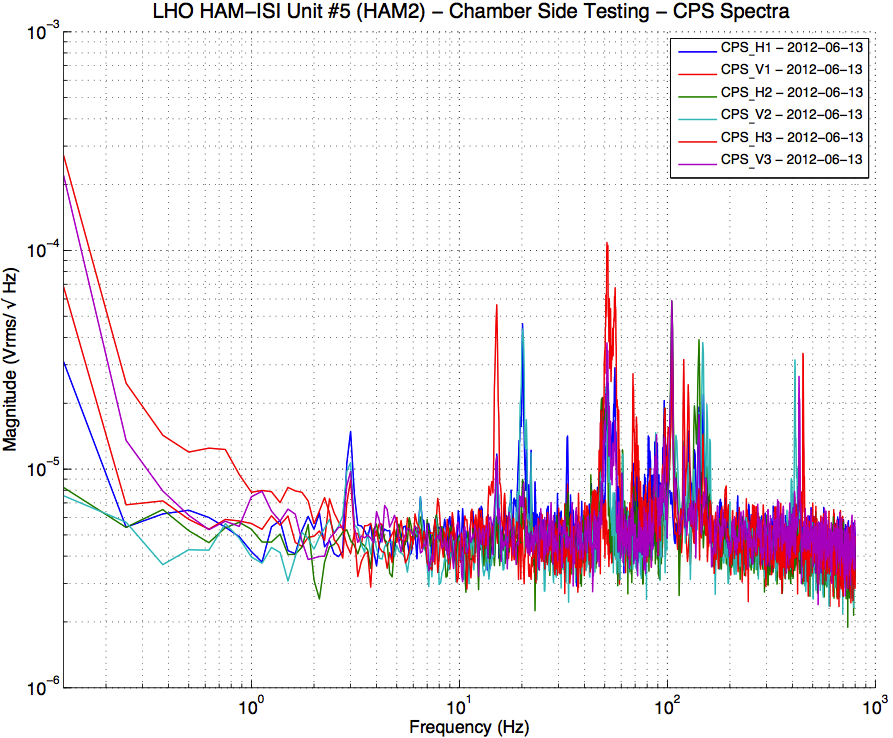 LHO HAM−ISI Unit #5 (HAM2) − Chamber Side Testing − CPS Spectra
10−3
CPS_H1 − 2012−06−13
CPS_V1 − 2012−06−13
CPS_H2 − 2012−06−13
CPS_V2 − 2012−06−13
CPS_H3 − 2012−06−13
CPS_V3 − 2012−06−13
10−4
Magnitude (Vrms/ √ Hz)
10−5
10−6
100
101
102
103
Frequency (Hz)